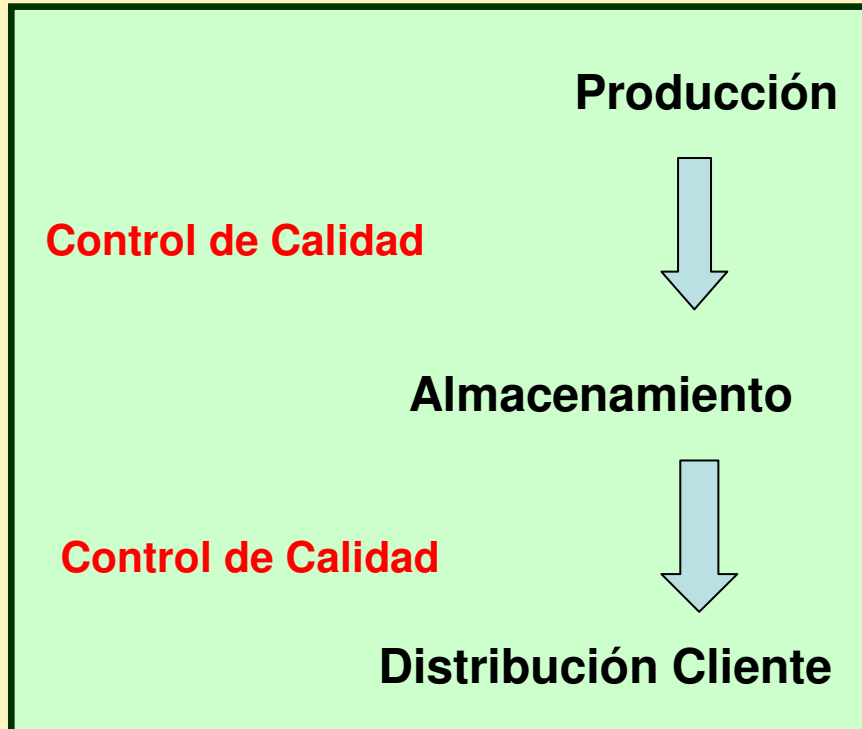 Producción
Control de Calidad
Almacenamiento
Control de Calidad
Distribución Cliente